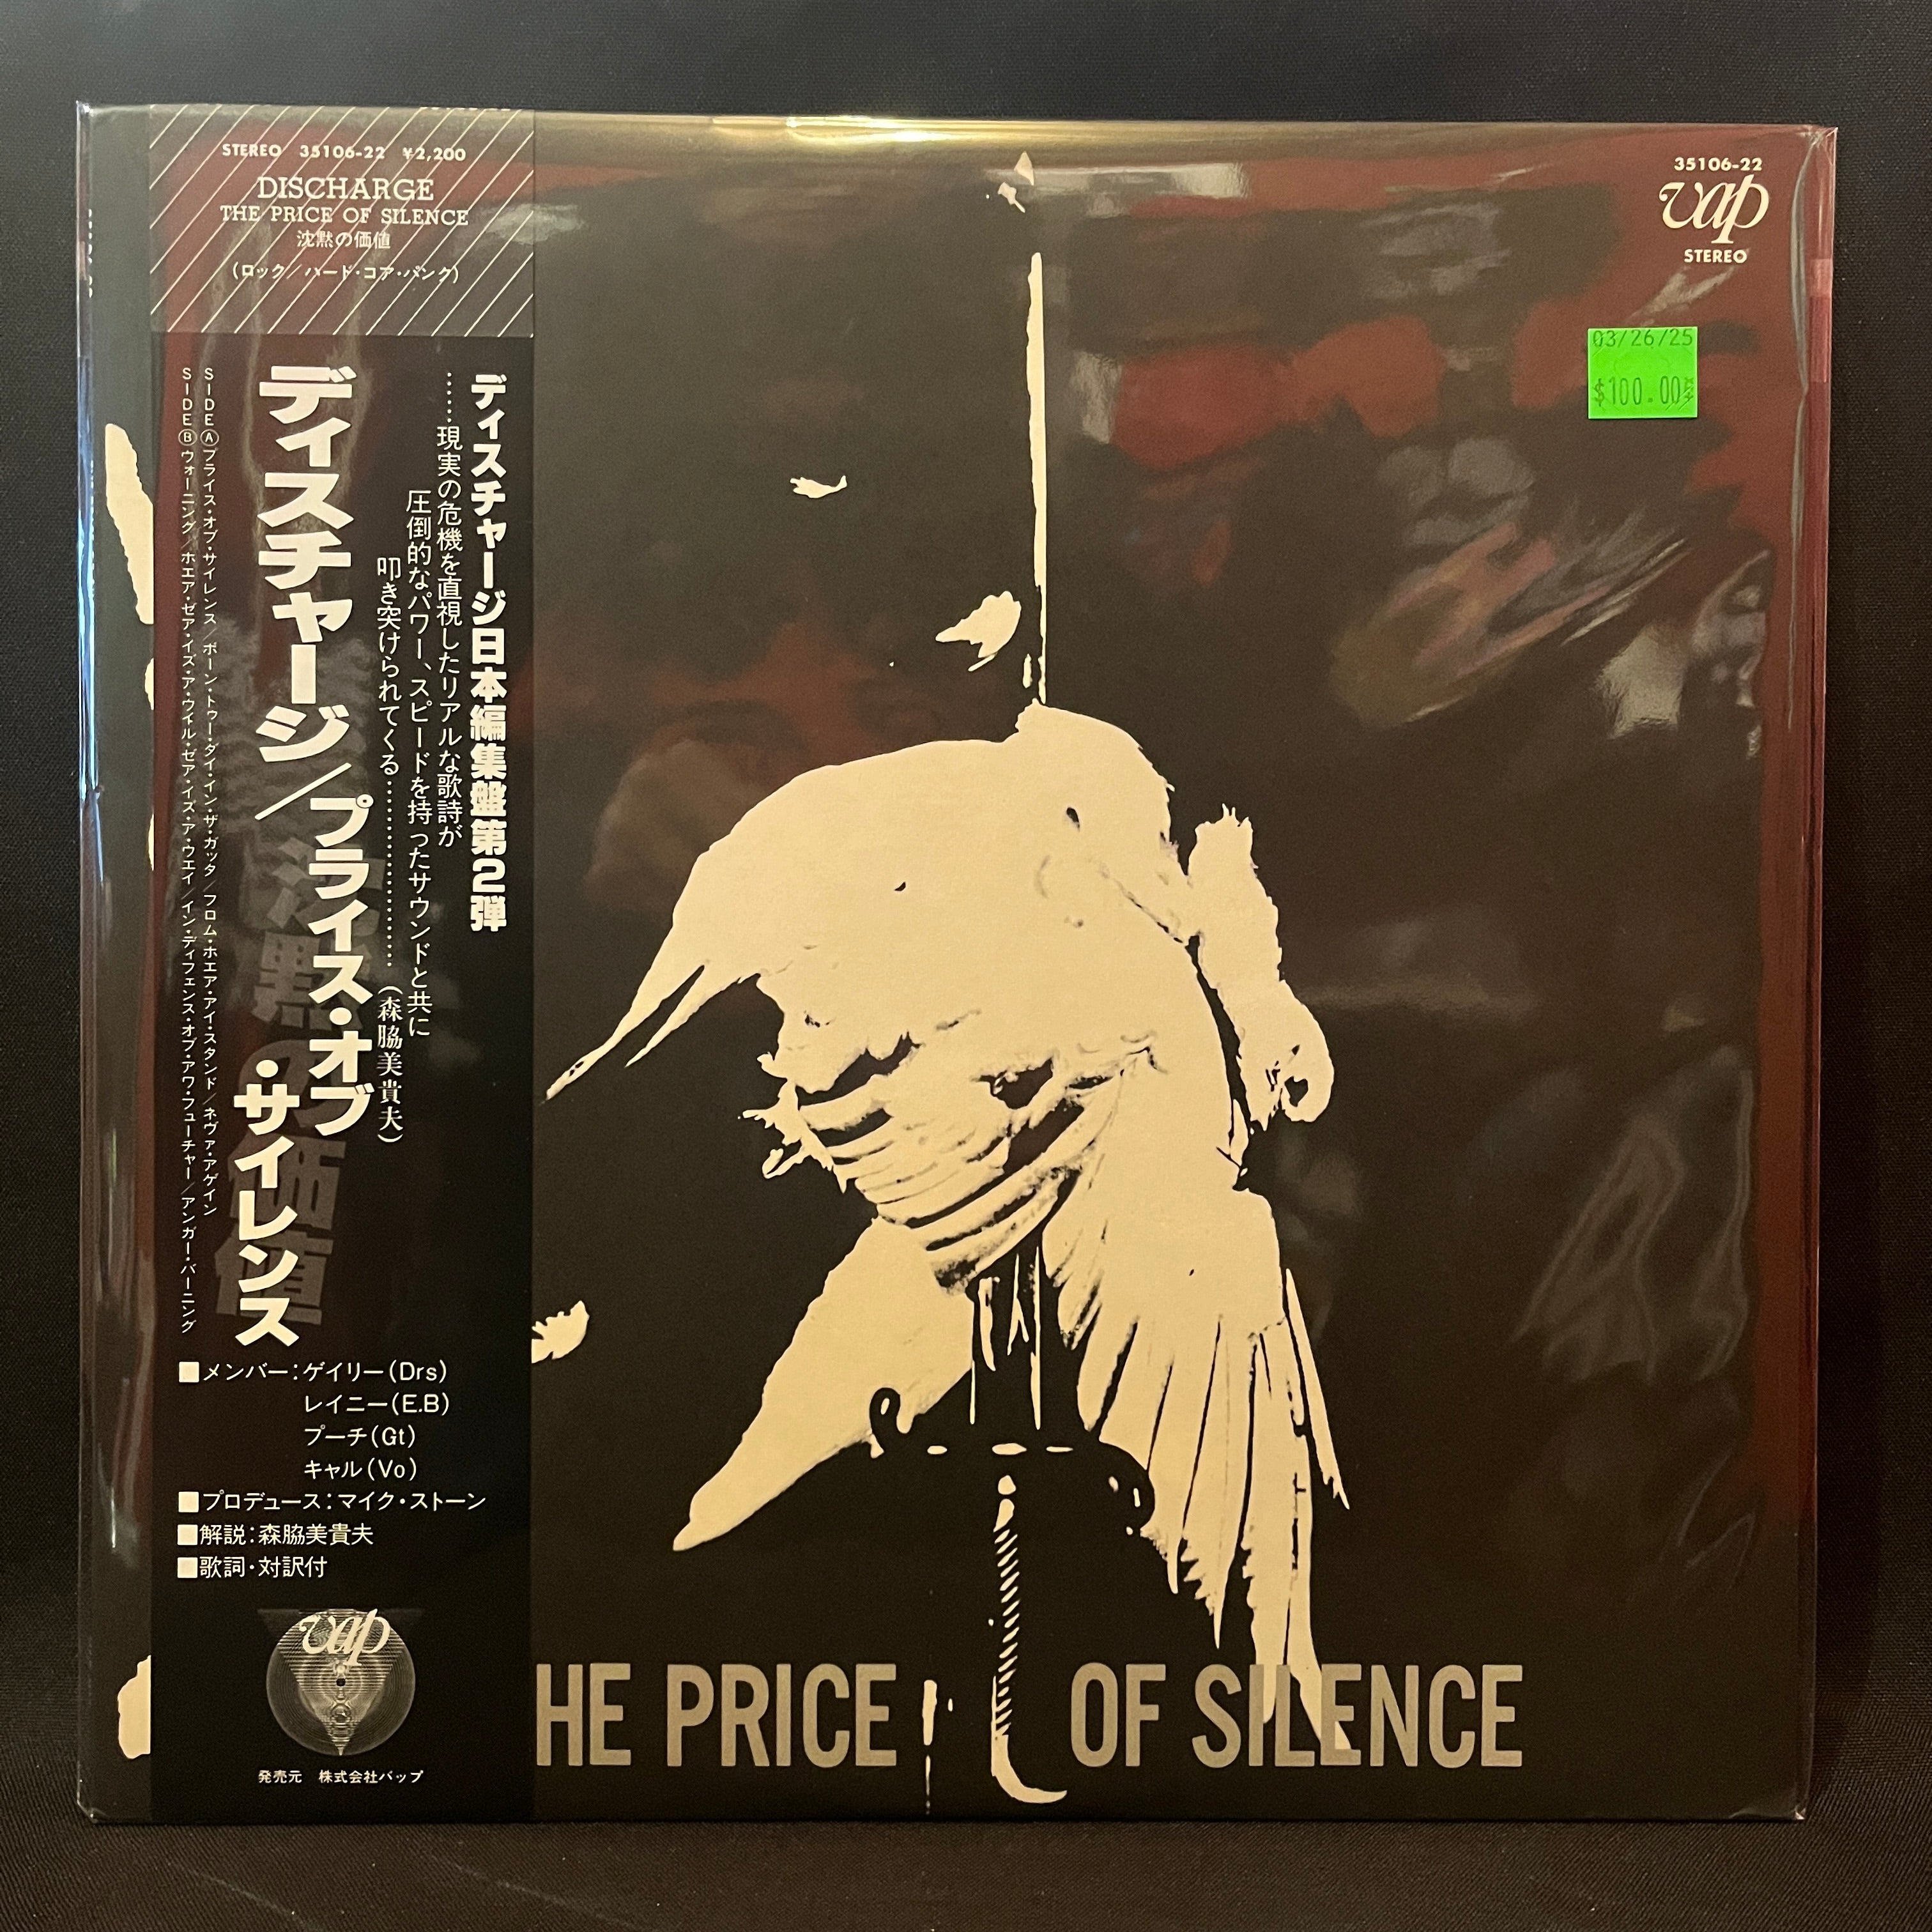 STEREO 35106-22 ¥2,200
DISCHARGE
THE PRICE OF SILENCE
沈黙の価値
(ロック/ハード・コア・パンク)
ディスチャージ日本編集盤第2弾
……現実の危機を直視したリアルな歌詩が
圧倒的なパワー、スピードを持ったサウンドと共に
叩き突けられてくる………………(森脇美貴夫)
ディスチャージ/プライス・オブ
・サイレンス
沈黙の価値
SIDEⒶプライス・オブ・サイレンス/ボーン・トゥー・ダイ・イン・ザ・ガッタ/フロム・ホエア・アイ・スタンド/ネヴァ・アゲイン
SIDEⒷウォーニング/ホエア・ゼア・イズ・ア・ウイル・ゼア・イズ・ア・ウエイ/イン・ディフェンス・オブ・アワ・フューチャー/アンガー・バーニング
■メンバー:ゲイリー(Drs)
レイニー(E.B)
プーチ(Gt)
キャル(Vo)
■プロデュース:マイク・ストーン
■解説:森脇美貴夫
■歌詞・対訳付
vap
発売元 株式会社バップ
35106-22
vap
STEREO
03/26/25
$100.00
HE PRICE OF SILENCE